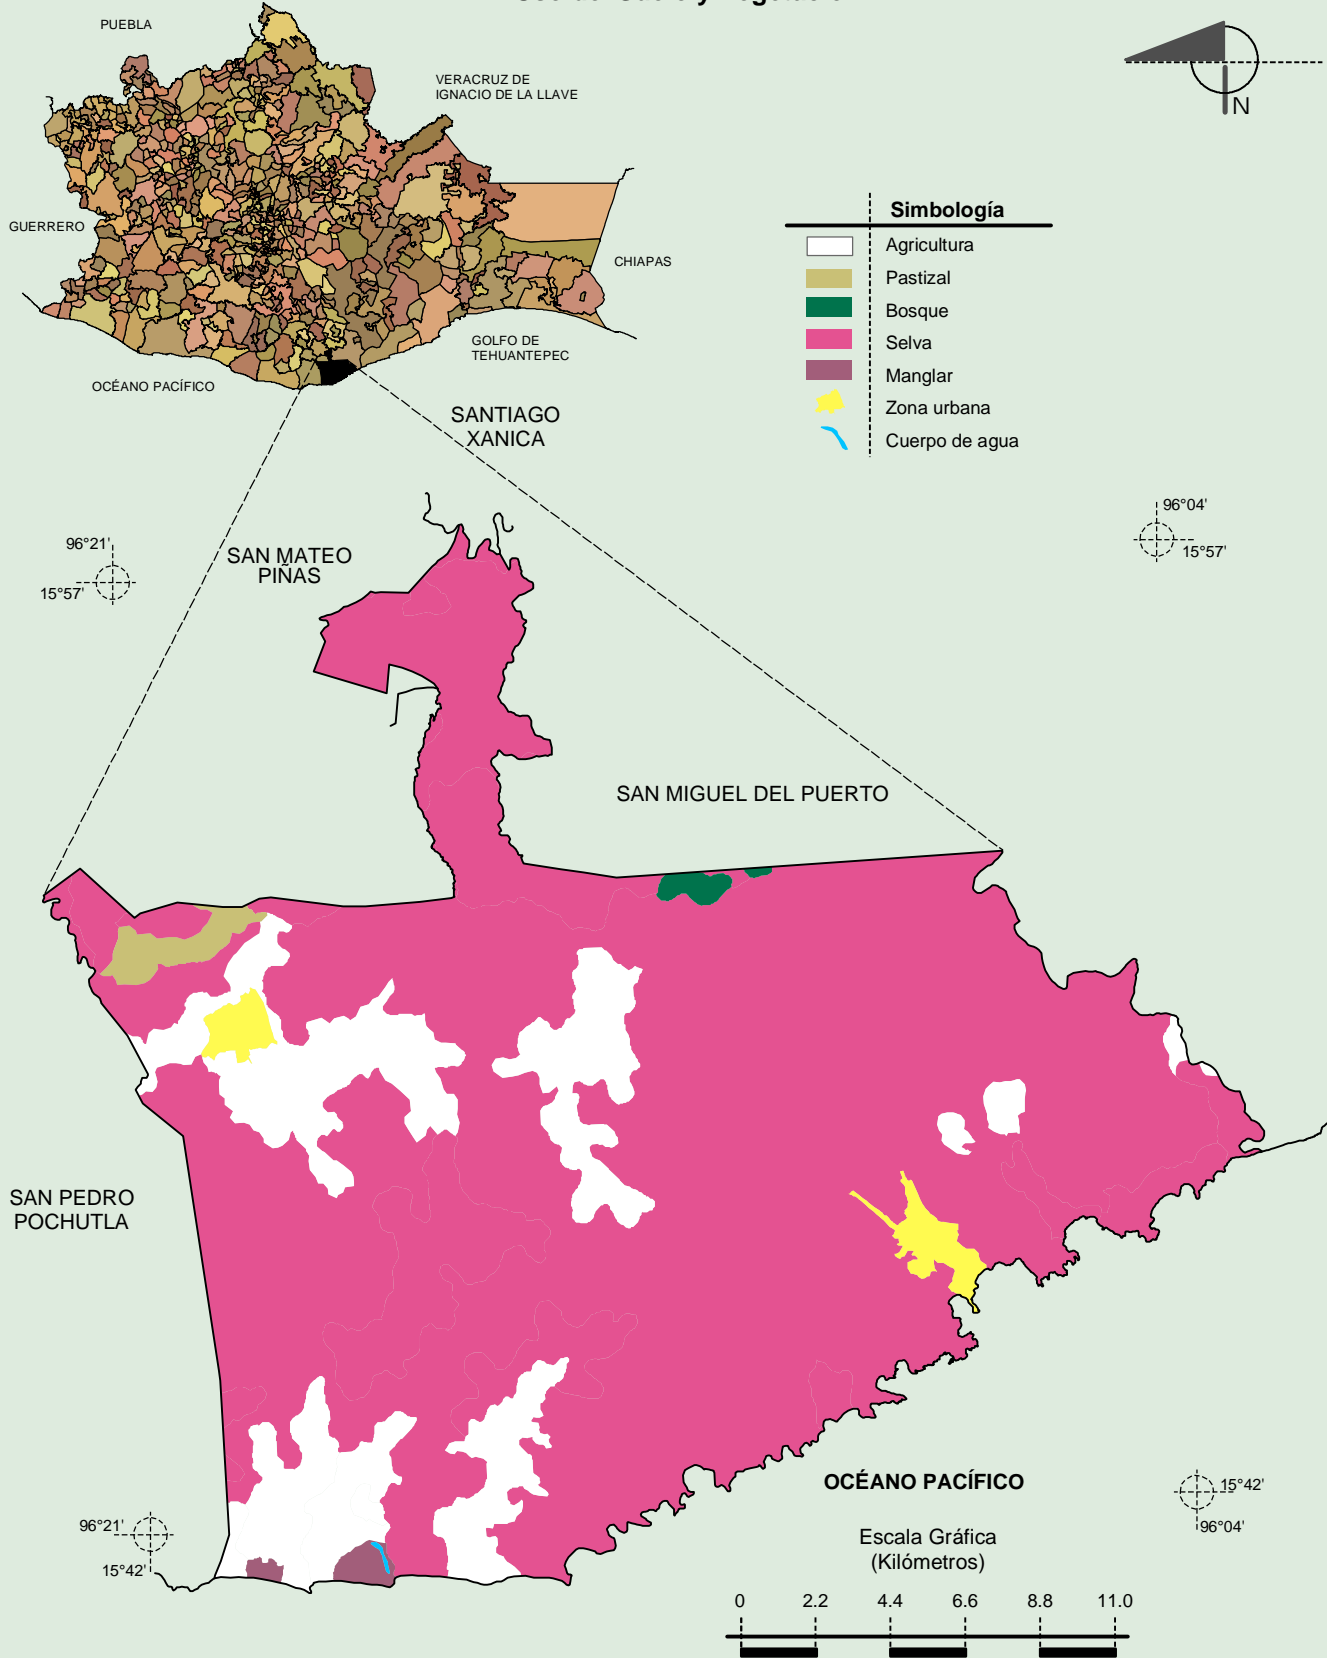 PUEBLA
VERACRUZ DE
IGNACIO DE LA LLAVE
N
GUERRERO
CHIAPAS
GOLFO DE
TEHUANTEPEC
OCÉANO PACÍFICO
Simbología
Agricultura
Pastizal
Bosque
Selva
Manglar
Zona urbana
Cuerpo de agua
SANTIAGO
XANICA
96°04'
15°57'
96°21'
15°57'
SAN MATEO
PIÑAS
SAN MIGUEL DEL PUERTO
SAN PEDRO
POCHUTLA
OCÉANO PACÍFICO
15°42'
96°04'
96°21'
15°42'
Escala Gráfica
(Kilómetros)
0 2.2 4.4 6.6 8.8 11.0